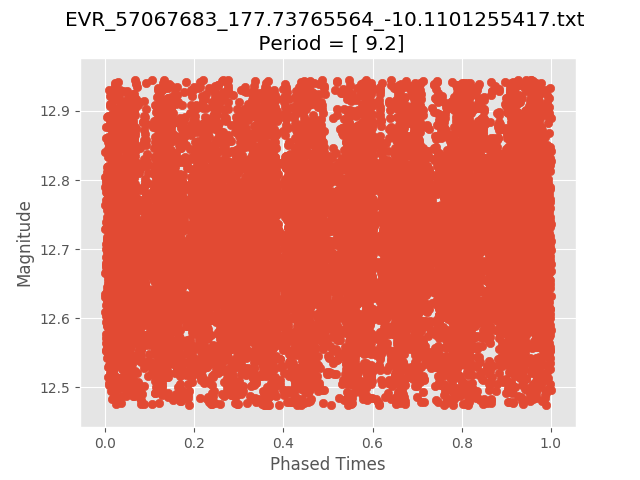 EVR_57067683_177.73765564_-10.1101255417.txt
Period = [ 9.2]
12.9
12.8
12.7
12.6
12.5
Magnitude
0.0 0.2 0.4 0.6 0.8 1.0
Phased Times